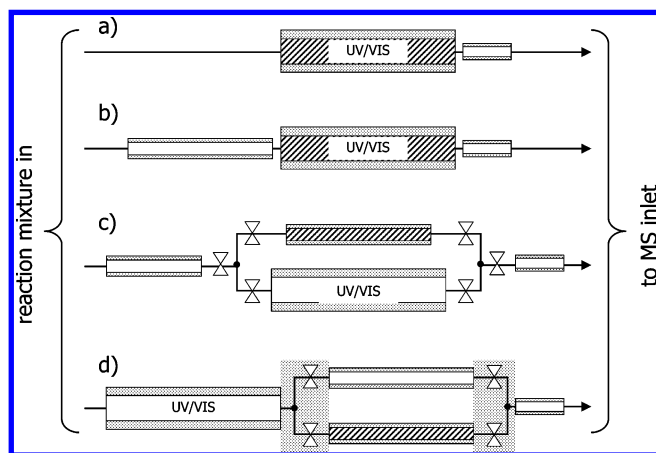 a)
UV/VIS
b)
UV/VIS
reaction mixture in
to MS inlet
c)
UV/VIS
d)
UV/VIS